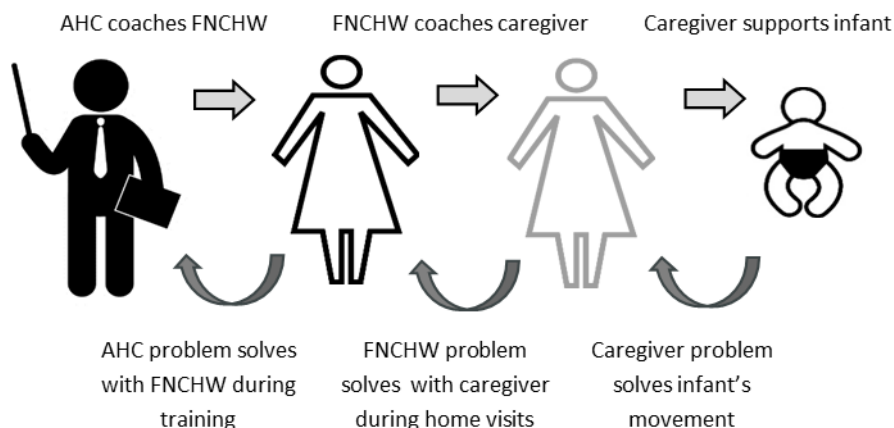 AHC coaches FNCHW
FNCHW coaches caregiver
Caregiver supports infant
AHC problem solves
with FNCHW during
training
FNCHW problem
solves with caregiver
during home visits
Caregiver problem
solves infant's
movement